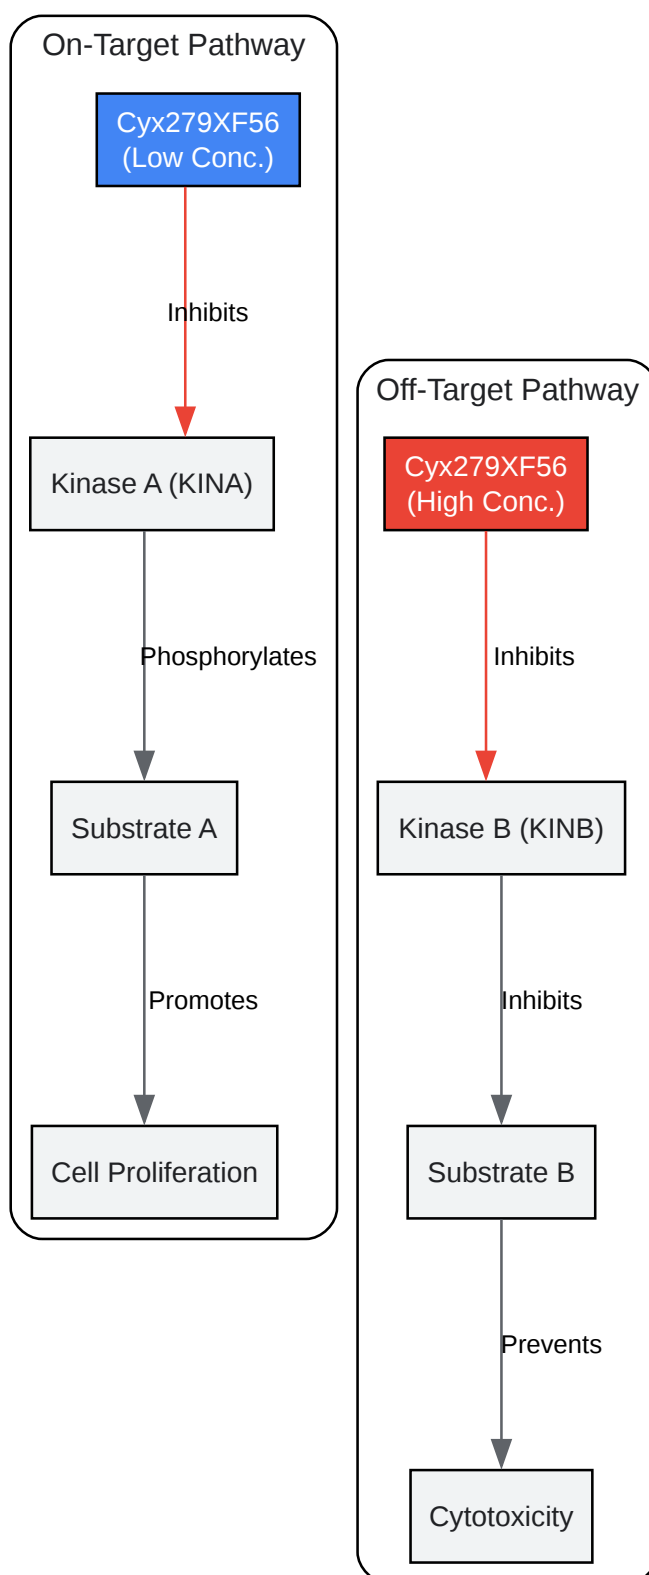 On-Target Pathway
Cyx279XF56
(Low Conc.)
Inhibits
Kinase A (KINA)
Phosphorylates
Substrate A
Promotes
Cell Proliferation
Off-Target Pathway
Cyx279XF56
(High Conc.)
Inhibits
Kinase B (KINB)
Inhibits
Substrate B
Prevents
Cytotoxicity